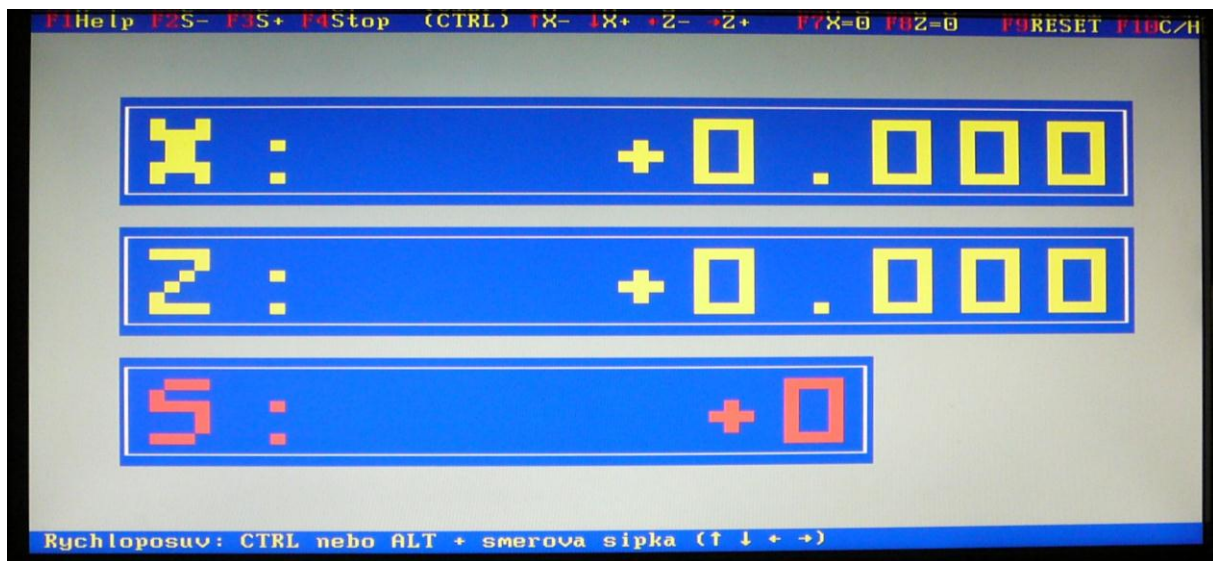 F1Help F2S- F3S+ F4Stop (CTRL) ↑X- ↓X+ ←Z- →Z+ F7X=0 F8Z=0 F9RESET F10C/H
X: +0.000
Z: +0.000
S: +0
Rychloposuv: CTRL nebo ALT + smerova sipka (↑ ↓ ← →)